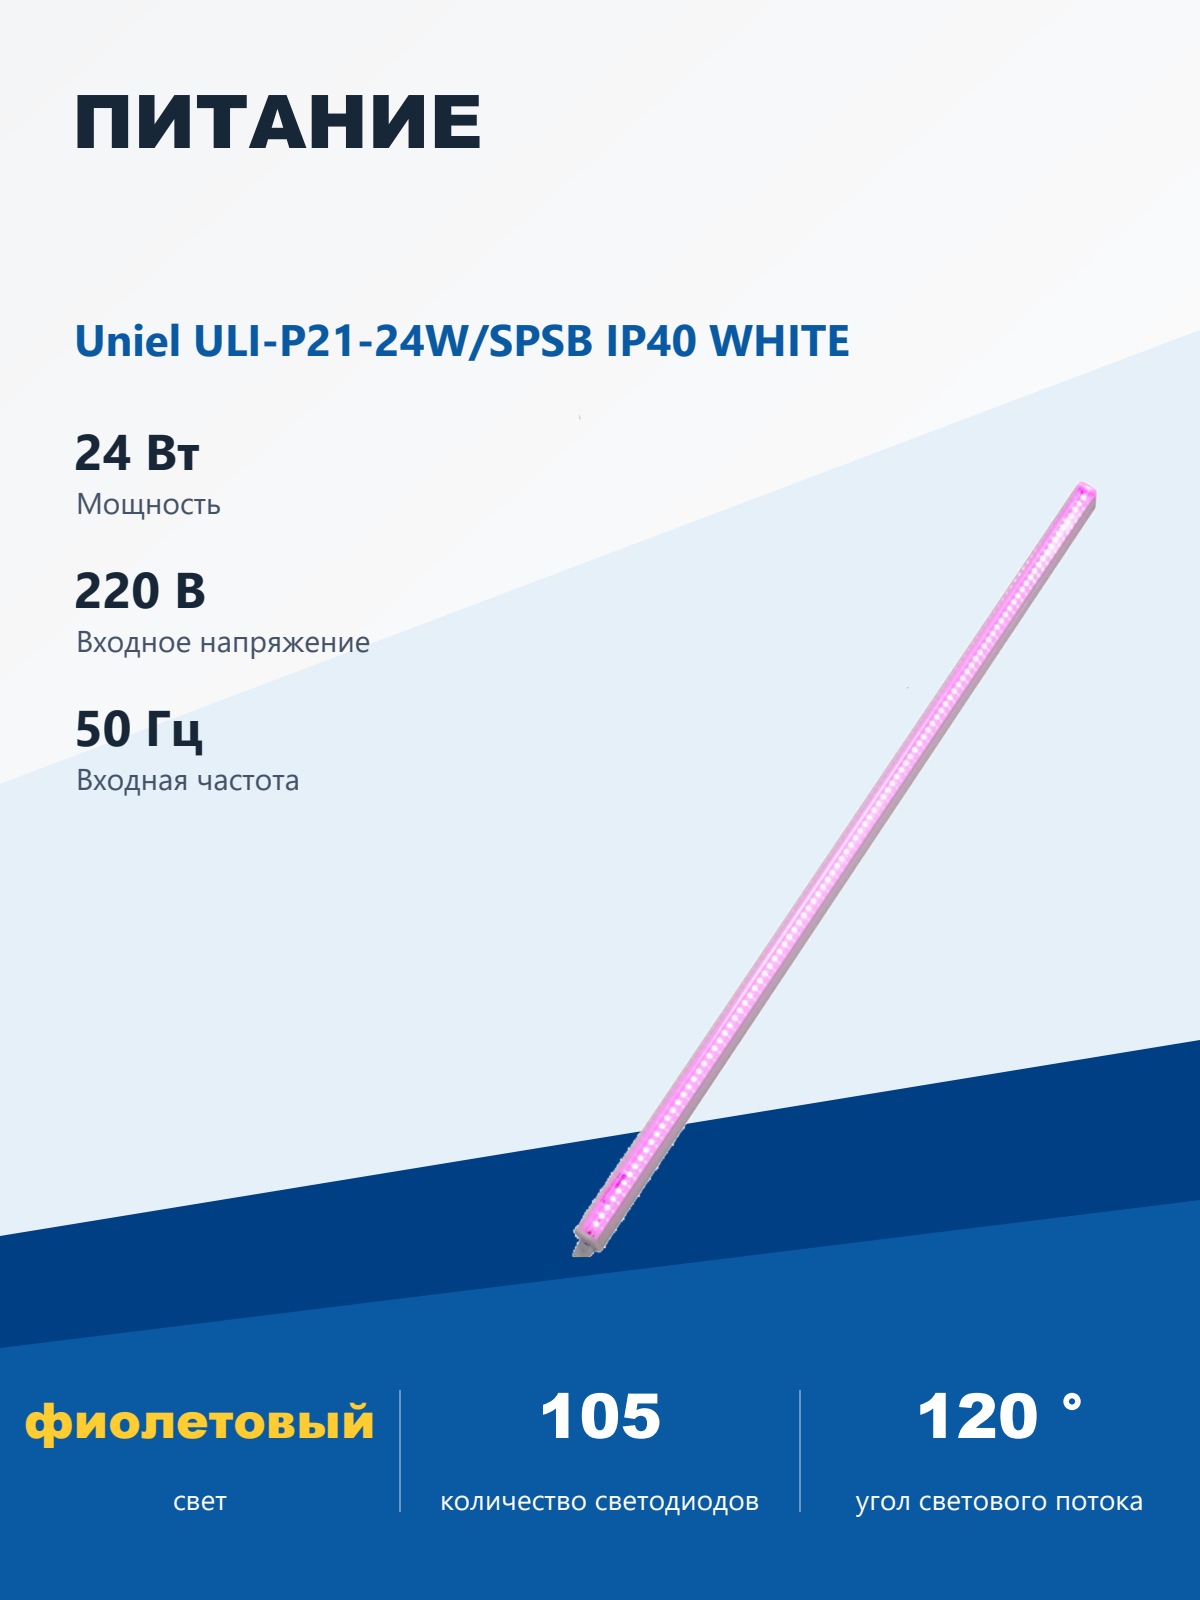 ПИТАНИЕ
Uniel ULI-P21-24W/SPSB IP40 WHITE
24 Вт
Мощность
220 В
Входное напряжение
50 Гц
Входная частота
фиолетовый
свет
105
количество светодиодов
120 °
угол светового потока